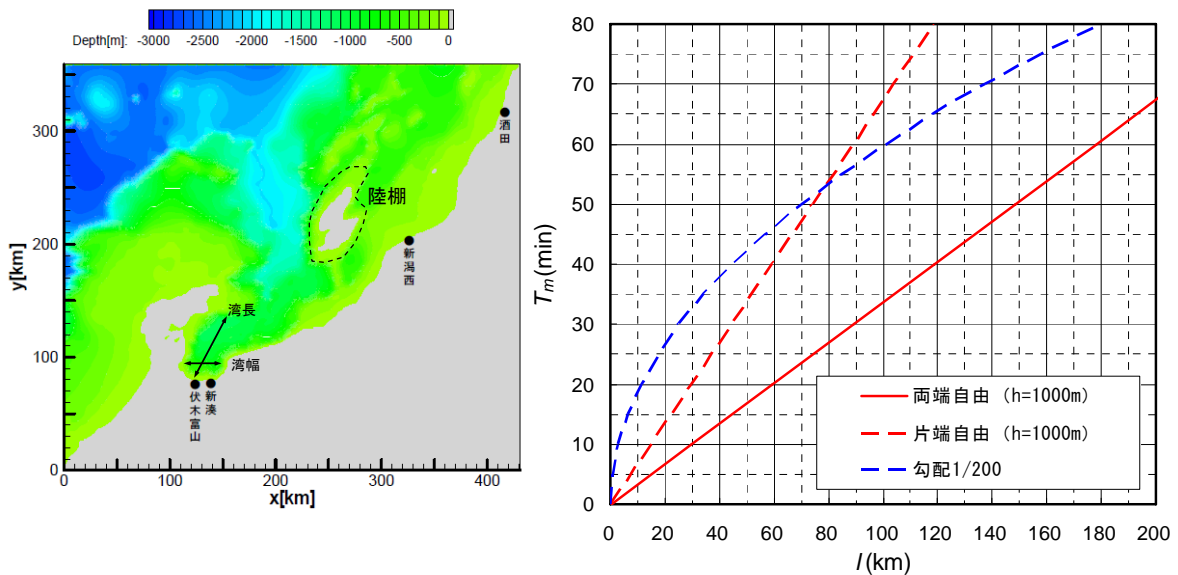 Depth[m]: -3000 -2500 -2000 -1500 -1000 -500 0
y[km]
300
200
100
0
0 100 200 300 400
x[km]
酒田
陸棚
新潟西
湾長
湾幅
伏木富山
新湊
T_m (min)
80
70
60
50
40
30
20
10
0
0 20 40 60 80 100 120 140 160 180 200
l (km)
両端自由 (h=1000m)
片端自由 (h=1000m)
勾配1/200